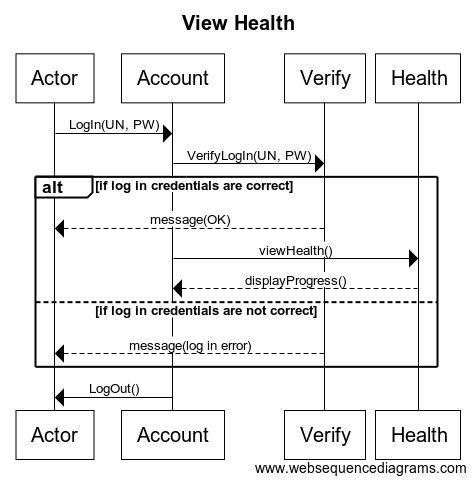 View Health
Actor Account Verify Health
LogIn(UN, PW)
VerifyLogIn(UN, PW)
alt [if log in credentials are correct]
message(OK)
viewHealth()
displayProgress()
[if log in credentials are not correct]
message(log in error)
LogOut()
Actor Account Verify Health
www.websequencediagrams.com